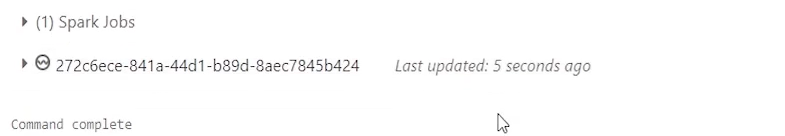 (1) Spark Jobs
272c6ece-841a-44d1-b89d-8aec7845b424 Last updated: 5 seconds ago
Command complete